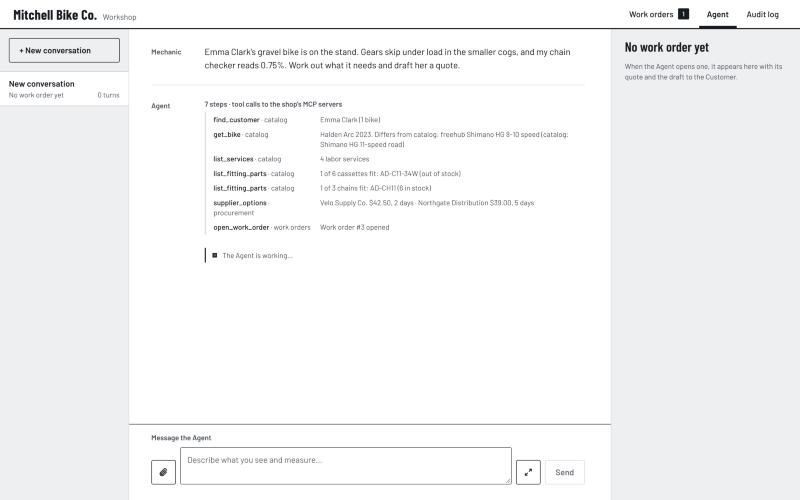 Mitchell Bike Co. Workshop
Work orders 1 Agent Audit log
+ New conversation
New conversation
No work order yet 0 turns
Mechanic Emma Clark's gravel bike is on the stand. Gears skip under load in the smaller cogs, and my chain
checker reads 0.75%. Work out what it needs and draft her a quote.
Agent 7 steps · tool calls to the shop's MCP servers
find_customer · catalog Emma Clark (1 bike)
get_bike · catalog Halden Arc 2023. Differs from catalog: freehub Shimano HG 8-10 speed (catalog:
Shimano HG 11-speed road)
list_services · catalog 4 labor services
list_fitting_parts · catalog 1 of 6 cassettes fit: AD-C11-34W (out of stock)
list_fitting_parts · catalog 1 of 3 chains fit: AD-CH11 (6 in stock)
supplier_options · Velo Supply Co. $42.50, 2 days · Northgate Distribution $39.00, 5 days
procurement
open_work_order · work orders Work order #3 opened
The Agent is working...
Message the Agent
Describe what you see and measure...
Send
No work order yet
When the Agent opens one, it appears here with its
quote and the draft to the Customer.